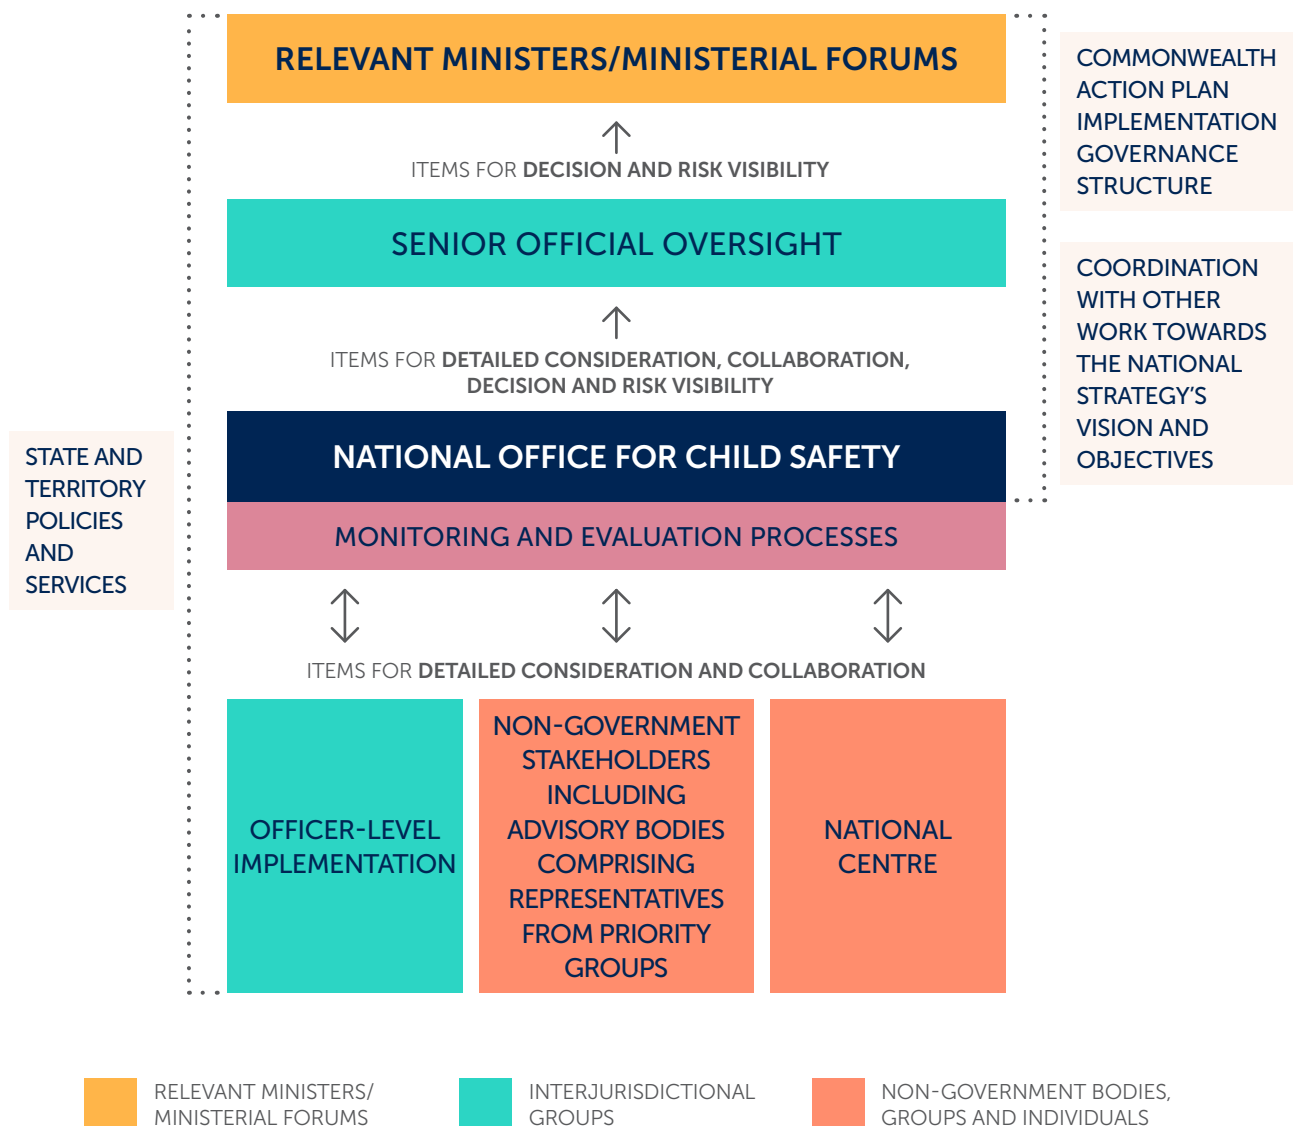 RELEVANT MINISTERS/MINISTERIAL FORUMS
COMMONWEALTH
ACTION PLAN
IMPLEMENTATION
GOVERNANCE
STRUCTURE
ITEMS FOR DECISION AND RISK VISIBILITY
SENIOR OFFICIAL OVERSIGHT
COORDINATION
WITH OTHER
WORK TOWARDS
THE NATIONAL
STRATEGY’S
VISION AND
OBJECTIVES
ITEMS FOR DETAILED CONSIDERATION, COLLABORATION,
DECISION AND RISK VISIBILITY
NATIONAL OFFICE FOR CHILD SAFETY
STATE AND
TERRITORY
POLICIES
AND
SERVICES
MONITORING AND EVALUATION PROCESSES
ITEMS FOR DETAILED CONSIDERATION AND COLLABORATION
OFFICER-LEVEL
IMPLEMENTATION
NON-GOVERNMENT
STAKEHOLDERS
INCLUDING
ADVISORY BODIES
COMPRISING
REPRESENTATIVES
FROM PRIORITY
GROUPS
NATIONAL
CENTRE
RELEVANT MINISTERS/
MINISTERIAL FORUMS
INTERJURISDICTIONAL
GROUPS
NON-GOVERNMENT BODIES,
GROUPS AND INDIVIDUALS